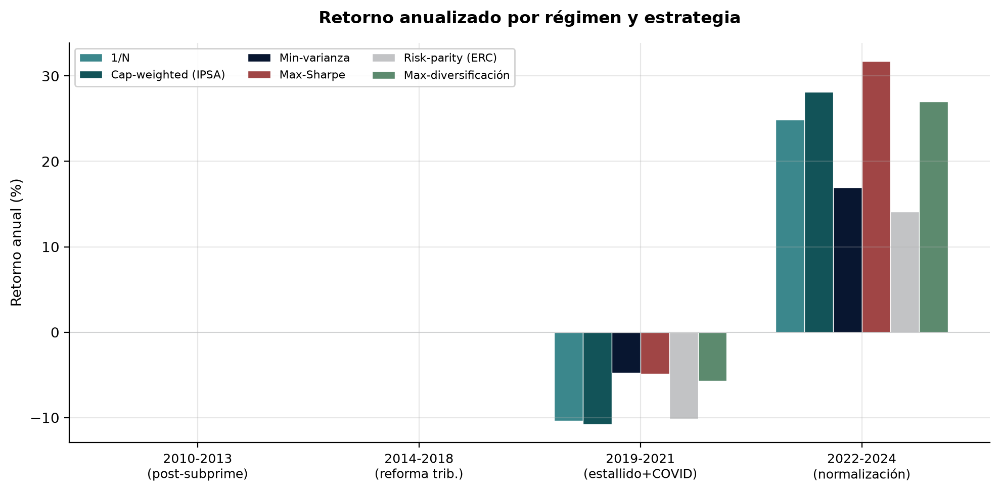 Retorno anualizado por régimen y estrategia
1/N
Cap-weighted (IPSA)
Min-varianza
Max-Sharpe
Risk-parity (ERC)
Max-diversificación
Retorno anual (%)
30
20
10
0
−10
2010-2013
(post-subprime)
2014-2018
(reforma trib.)
2019-2021
(estallido+COVID)
2022-2024
(normalización)